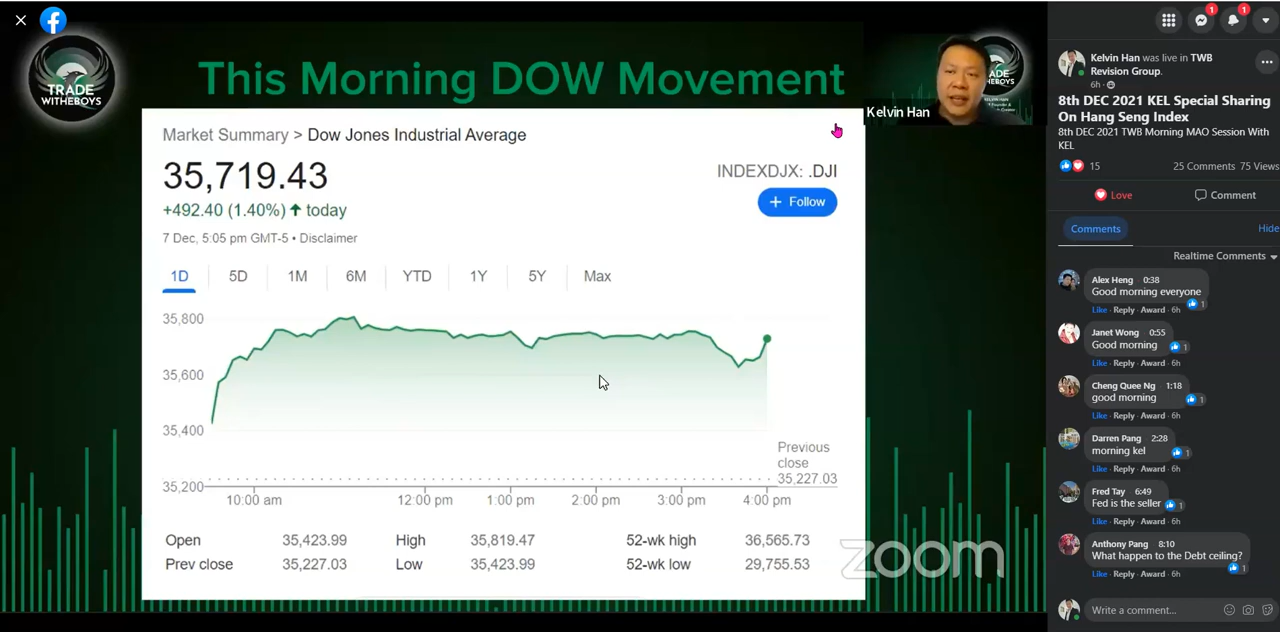 TRADE
WITHEBOYS
This Morning DOW Movement
Kelvin Han
Market Summary > Dow Jones Industrial Average
35,719.43
+492.40 (1.40%) ↑ today
7 Dec, 5:05 pm GMT-5 • Disclaimer
INDEXDJX: .DJI
+ Follow
1D 5D 1M 6M YTD 1Y 5Y Max
35,800
35,600
35,400
35,200
Previous
close
35,227.03
10:00 am 12:00 pm 1:00 pm 2:00 pm 3:00 pm 4:00 pm
Open 35,423.99 High 35,819.47 52-wk high 36,565.73
Prev close 35,227.03 Low 35,423.99 52-wk low 29,755.53
zoom
1 1
Kelvin Han was live in TWB
Revision Group.
6h ·
8th DEC 2021 KEL Special Sharing
On Hang Seng Index
8th DEC 2021 TWB Morning MAO Session With
KEL
15 25 Comments 75 Views
Love Comment
Comments Hide
Realtime Comments
Alex Heng 0:38
Good morning everyone
1
Like · Reply · Award · 6h
Janet Wong 0:55
Good morning
1
Like · Reply · Award · 6h
Cheng Quee Ng 1:18
good morning
1
Like · Reply · Award · 6h
Darren Pang 2:28
morning kel
1
Like · Reply · Award · 6h
Fred Tay 6:49
Fed is the seller
1
Like · Reply · Award · 6h
Anthony Pang 8:10
What happen to the Debt ceiling?
1
Like · Reply · Award · 6h
Write a comment...